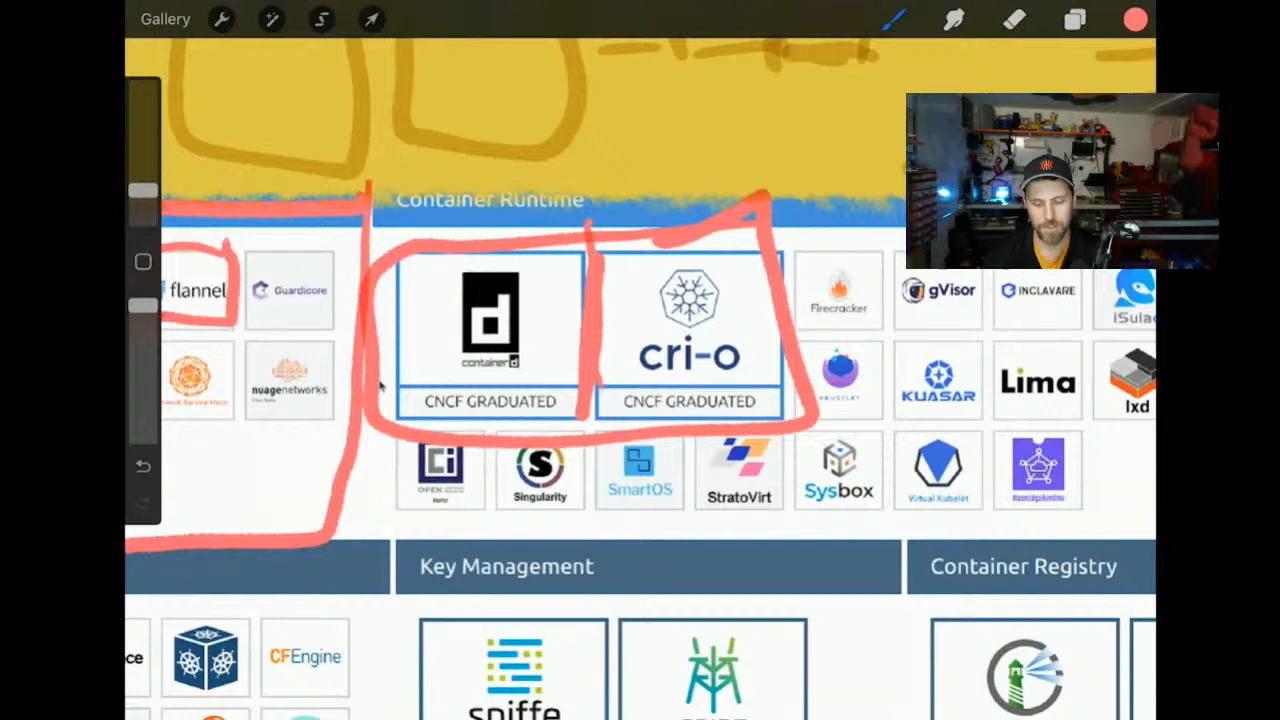 Gallery
Container Runtime
flannel
Guardicore
containerd
cri-o
Firecracker
gVisor
INCLAVARE
nuagenetworks
CNCF GRADUATED
CNCF GRADUATED
KUASAR
Lima
lxd
OPEN
Singularity
SmartOS
StratoVirt
Sysbox
Virtual Kubelet
Key Management
Container Registry
CFEngine
spiffe